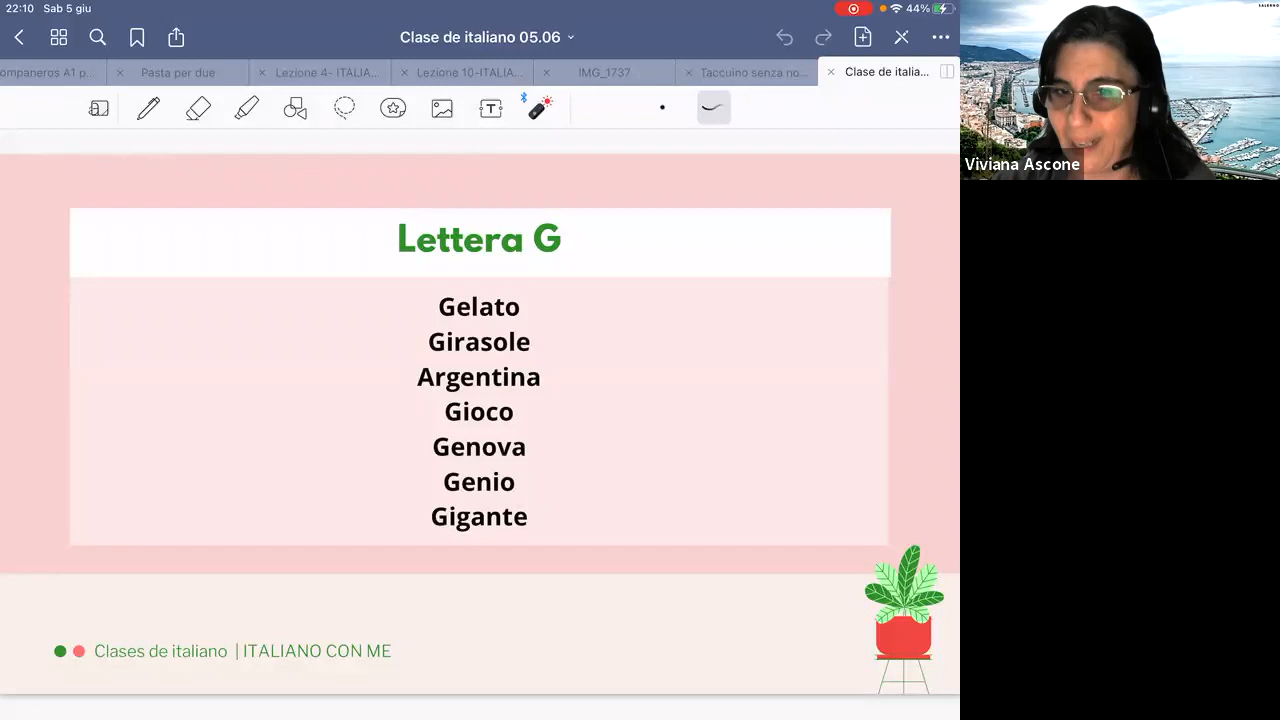 22:10 Sab 5 giu
44%
Clase de italiano 05.06
ompaneros A1 p...
Pasta per due
Lezione 4- ITALIA...
Lezione 10-ITALIA...
IMG_1737
Taccuino senza no...
Clase de italia...
T
SALERNO
Viviana Ascone
Lettera G
Gelato
Girasole
Argentina
Gioco
Genova
Genio
Gigante
Clases de italiano | ITALIANO CON ME